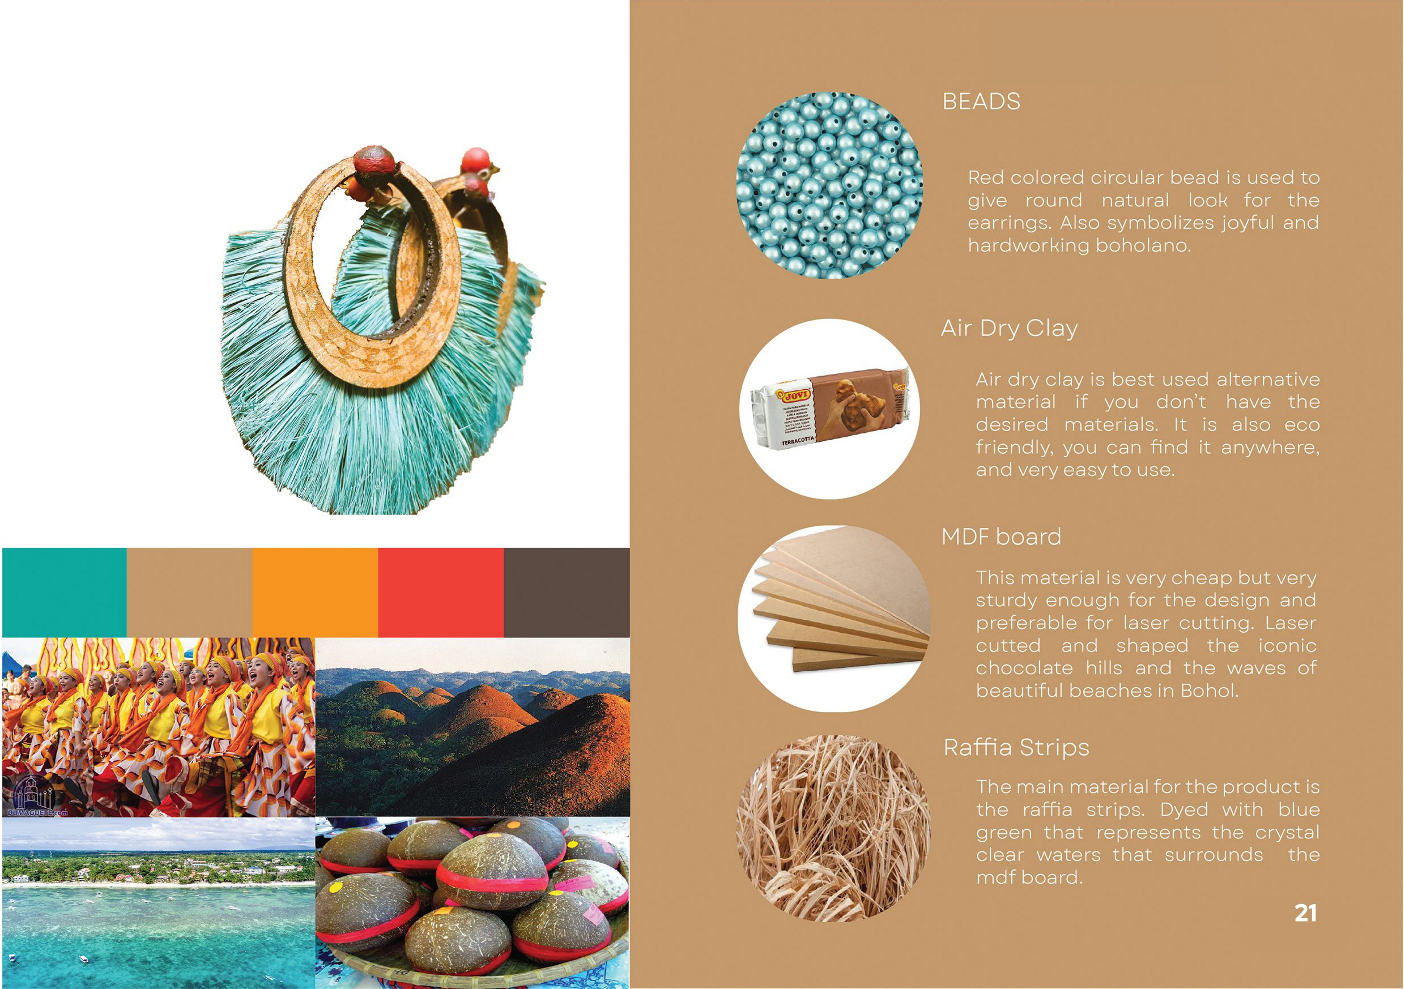 BEADS
Red colored circular bead is used to
give round natural look for the
earrings. Also symbolizes joyful and
hardworking boholano.
Air Dry Clay
JOVI
TERRACOTTA
Air dry clay is best used alternative
material if you don't have the
desired materials. It is also eco
friendly, you can find it anywhere,
and very easy to use.
MDF board
This material is very cheap but very
sturdy enough for the design and
preferable for laser cutting. Laser
cutted and shaped the iconic
chocolate hills and the waves of
beautiful beaches in Bohol.
Raffia Strips
The main material for the product is
the raffia strips. Dyed with blue
green that represents the crystal
clear waters that surrounds the
mdf board.
21
DUMAGUETE.com